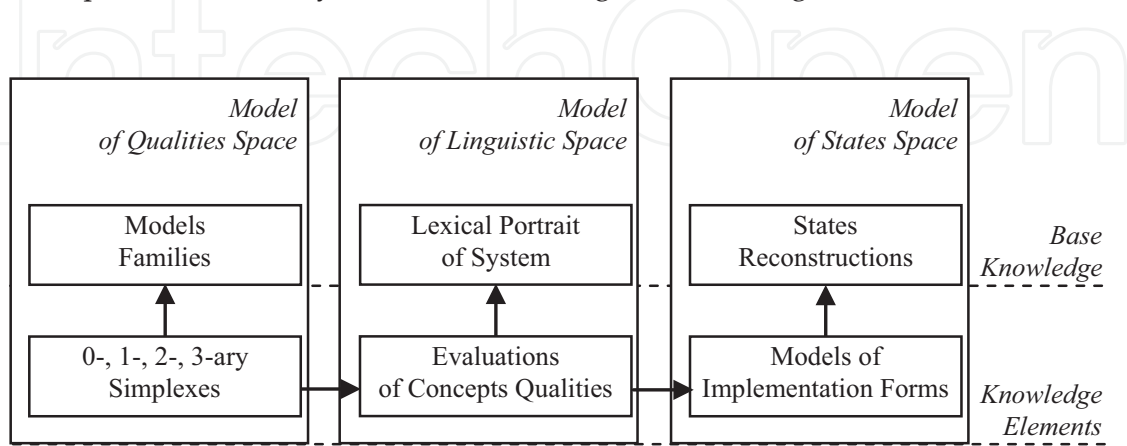 IntechOpen
Model
of Qualities Space
Model
of Linguistic Space
Model
of States Space
Models
Families
Lexical Portrait
of System
States
Reconstructions
Base
Knowledge
0-, 1-, 2-, 3-ary
Simplexes
Evaluations
of Concepts Qualities
Models of
Implementation Forms
Knowledge
Elements